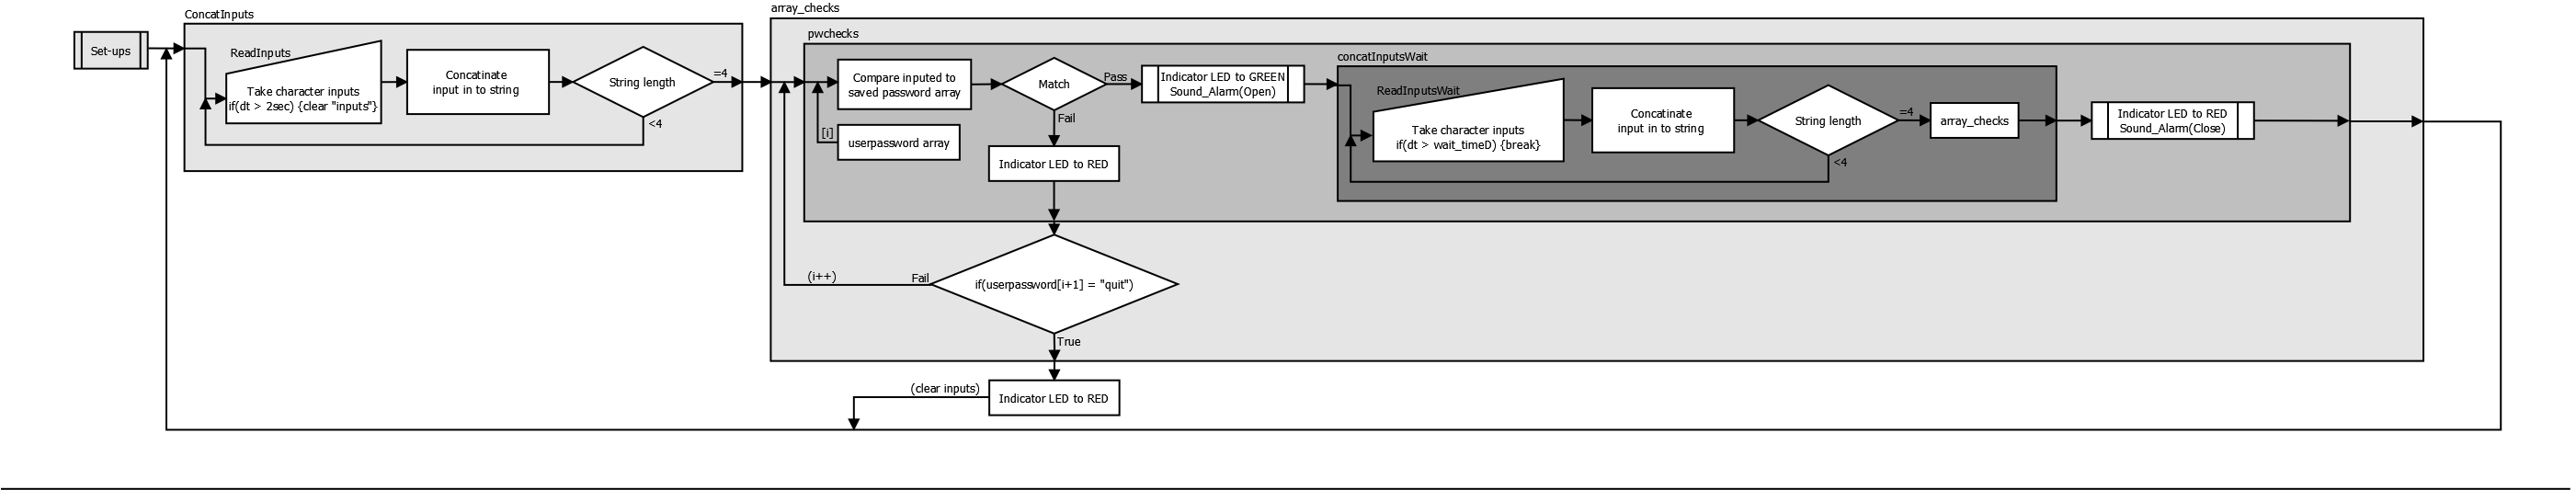 ConcatInputs
Set-ups
ReadInputs
Take character inputs
if(dt > 2sec) {clear "inputs"}
Concatinate
input in to string
String length
=4
<4
array_checks
pwchecks
Compare inputed to
saved password array
[i]
userpassword array
Match
Pass
Fail
Indicator LED to RED
Indicator LED to GREEN
Sound_Alarm(Open)
concatInputsWait
ReadInputsWait
Take character inputs
if(dt > wait_timeD) {break}
Concatinate
input in to string
String length
=4
<4
array_checks
Indicator LED to RED
Sound_Alarm(Close)
(i++)
Fail
if(userpassword[i+1] = "quit")
True
(clear inputs)
Indicator LED to RED